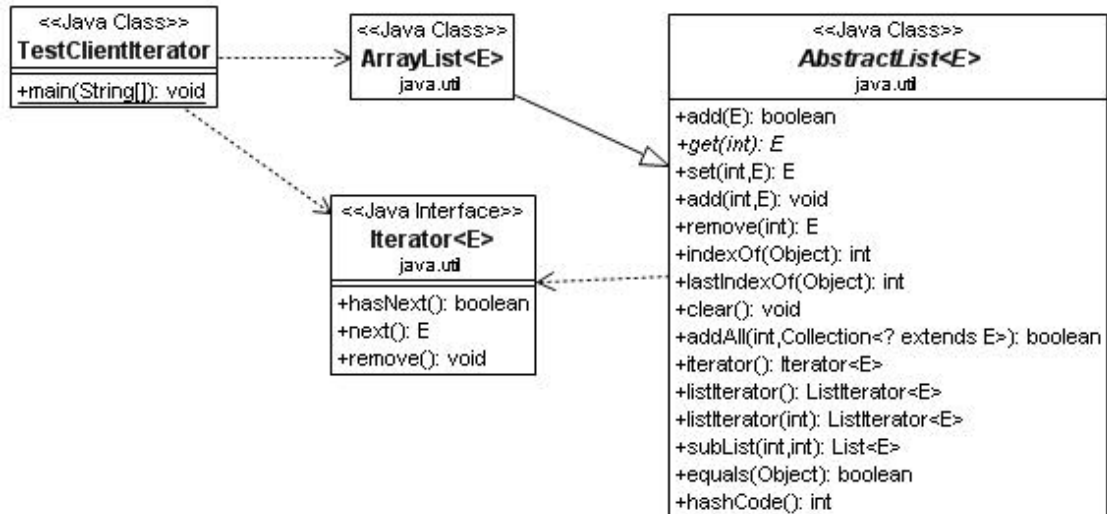 <<Java Class>>
TestClientIterator
+main(String[]): void
<<Java Class>>
ArrayList<E>
java.util
<<Java Interface>>
Iterator<E>
java.util
+hasNext(): boolean
+next(): E
+remove(): void
<<Java Class>>
AbstractList<E>
java.util
+add(E): boolean
+get(int): E
+set(int,E): E
+add(int,E): void
+remove(int): E
+indexOf(Object): int
+lastIndexOf(Object): int
+clear(): void
+addAll(int,Collection<? extends E>): boolean
+iterator(): Iterator<E>
+listIterator(): ListIterator<E>
+listIterator(int): ListIterator<E>
+subList(int,int): List<E>
+equals(Object): boolean
+hashCode(): int